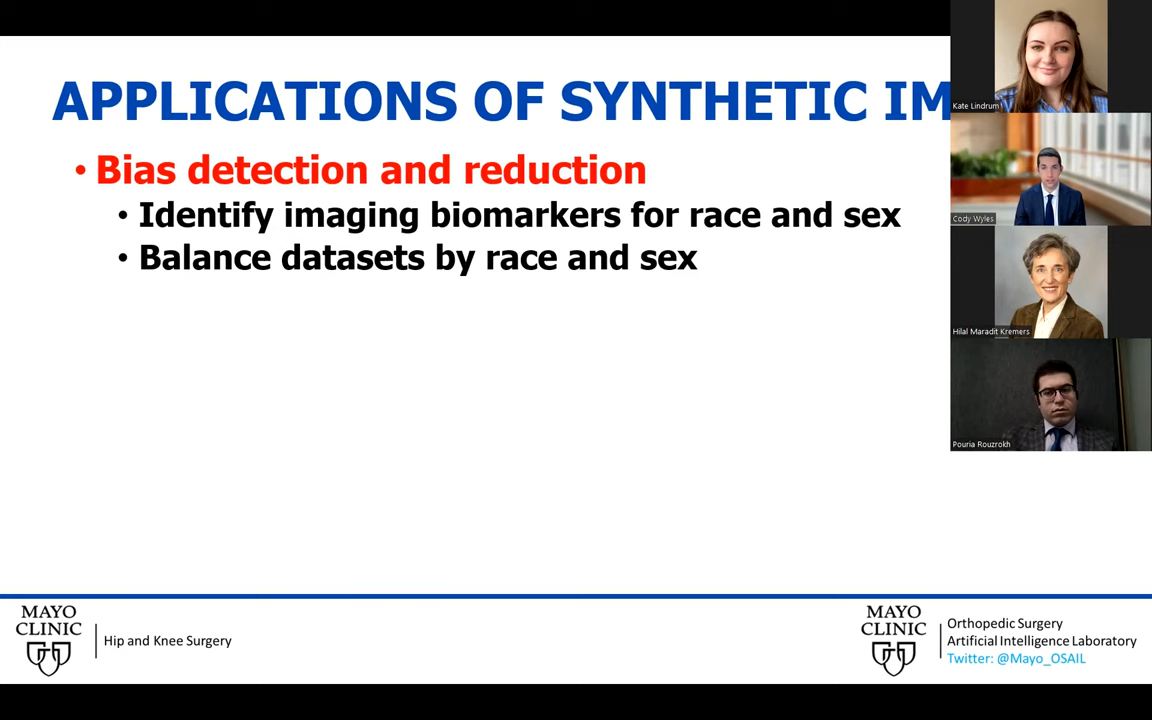 APPLICATIONS OF SYNTHETIC IM
• Bias detection and reduction
• Identify imaging biomarkers for race and sex
• Balance datasets by race and sex
Kate Lindrum
Cody Wyles
Hilal Maradit Kremers
Pouria Rouzrokh
MAYO
CLINIC
Hip and Knee Surgery
MAYO
CLINIC
Orthopedic Surgery
Artificial Intelligence Laboratory
Twitter: @Mayo_OSAIL